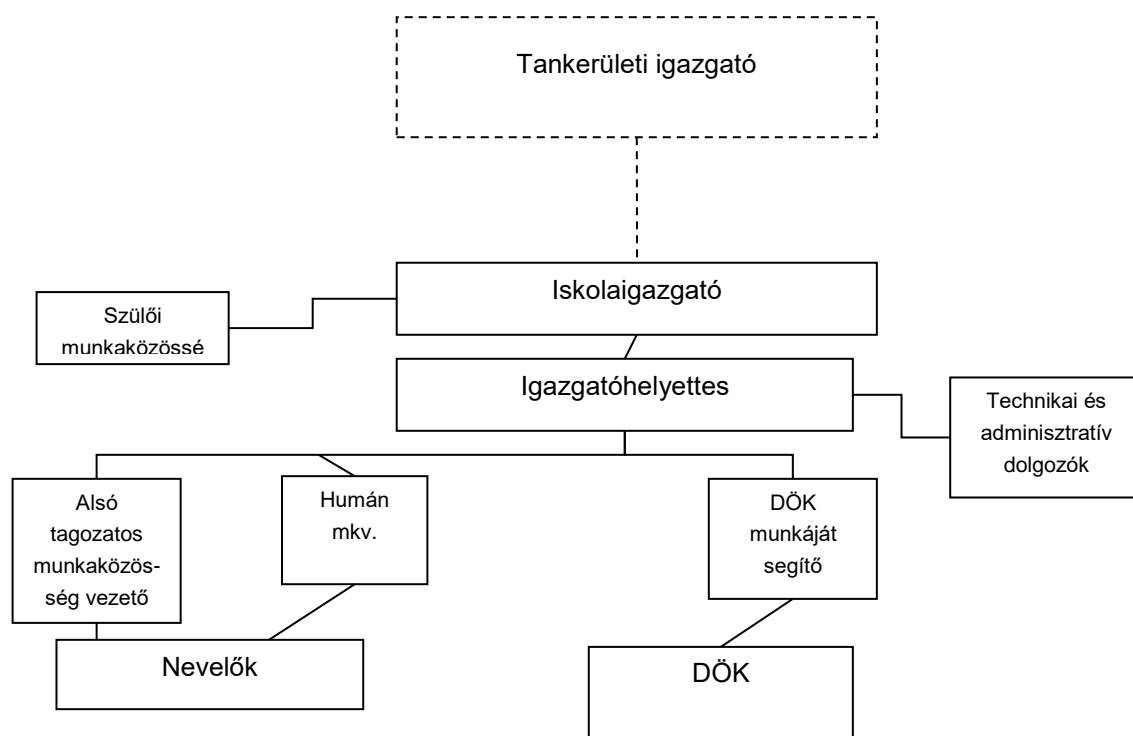 Tankerületi igazgató
Iskolaigazgató
Szülői
munkaközössé
Igazgatóhelyettes
Technikai és
adminisztratív
dolgozók
Alsó
tagozatos
munkaközös-
ség vezető
Humán
mkv.
DÖK
munkáját
segítő
Nevelők
DÖK